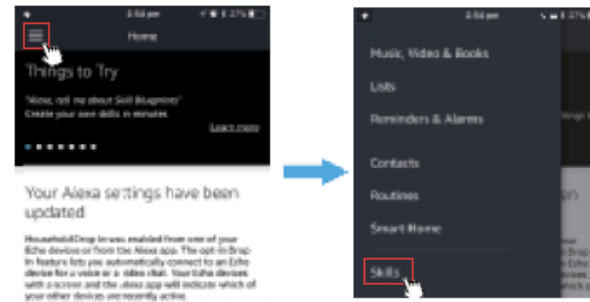 2:54 pm
27%
Home
Things to Try
"Alexa, tell me about Skill Blueprints"
Create your own skills in minutes
Learn more
Your Alexa settings have been
updated
Household Drop In was enabled from one of your
Echo devices or from the Alexa app. The opt-in Drop
In feature lets you automatically connect to an Echo
device for a voice or a video chat. Your Echo devices
with a screen and the Alexa app will indicate which of
your other devices are recently active.
2:54 pm
27%
Music, Video & Books
Lists
Reminders & Alarms
Contacts
Routines
Smart Home
Skills